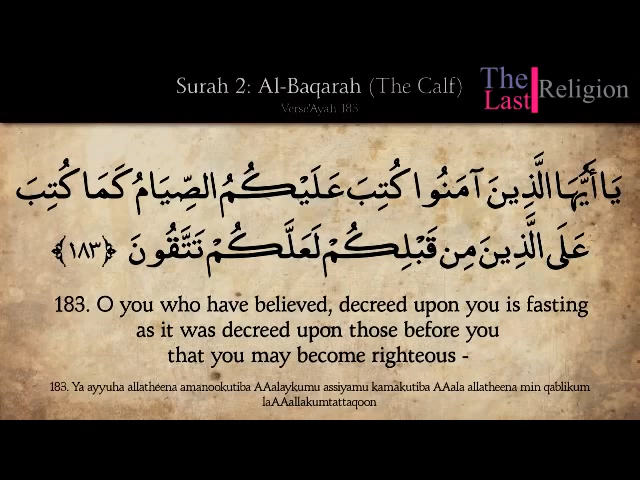 Surah 2: Al-Baqarah (The Calf)
Verse/Ayah 183
The
Last
Religion
يَا أَيُّهَا الَّذِينَ آمَنُوا كُتِبَ عَلَيْكُمُ الصِّيَامُ كَمَا كُتِبَ
عَلَى الَّذِينَ مِن قَبْلِكُمْ لَعَلَّكُمْ تَتَّقُونَ ﴿١٨٣﴾
183. O you who have believed, decreed upon you is fasting
as it was decreed upon those before you
that you may become righteous -
183. Ya ayyuha allatheena amanookutiba AAalaykumu assiyamu kamakutiba AAala allatheena min qablikum
laAAallakumtattaqoon